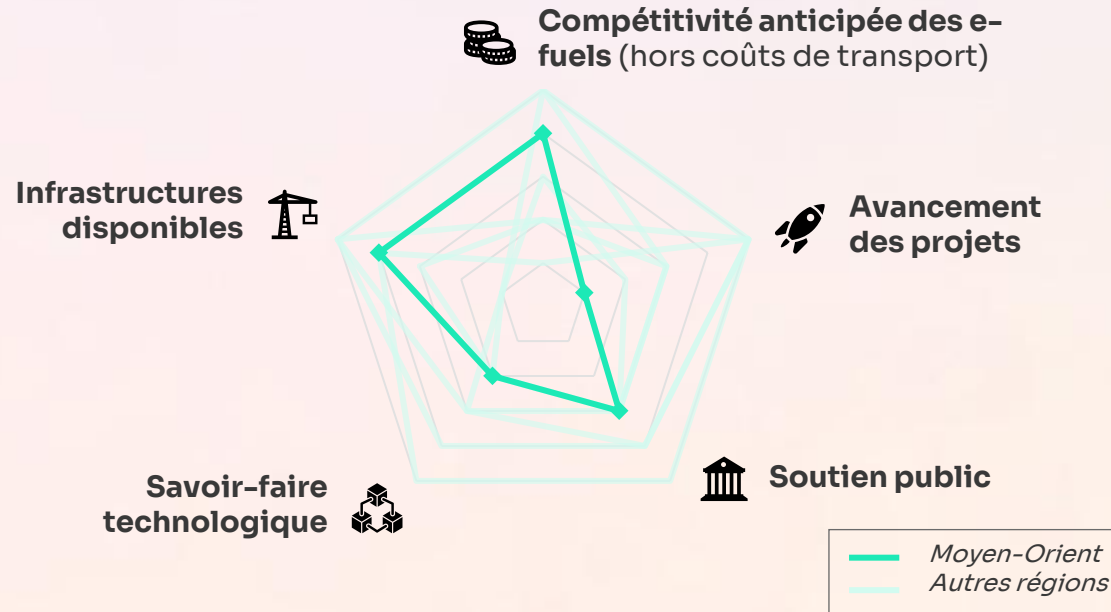 Compétitivité anticipée des e-
fuels (hors coûts de transport)
Infrastructures
disponibles
Avancement
des projets
Savoir-faire
technologique
Soutien public
Moyen-Orient
Autres régions